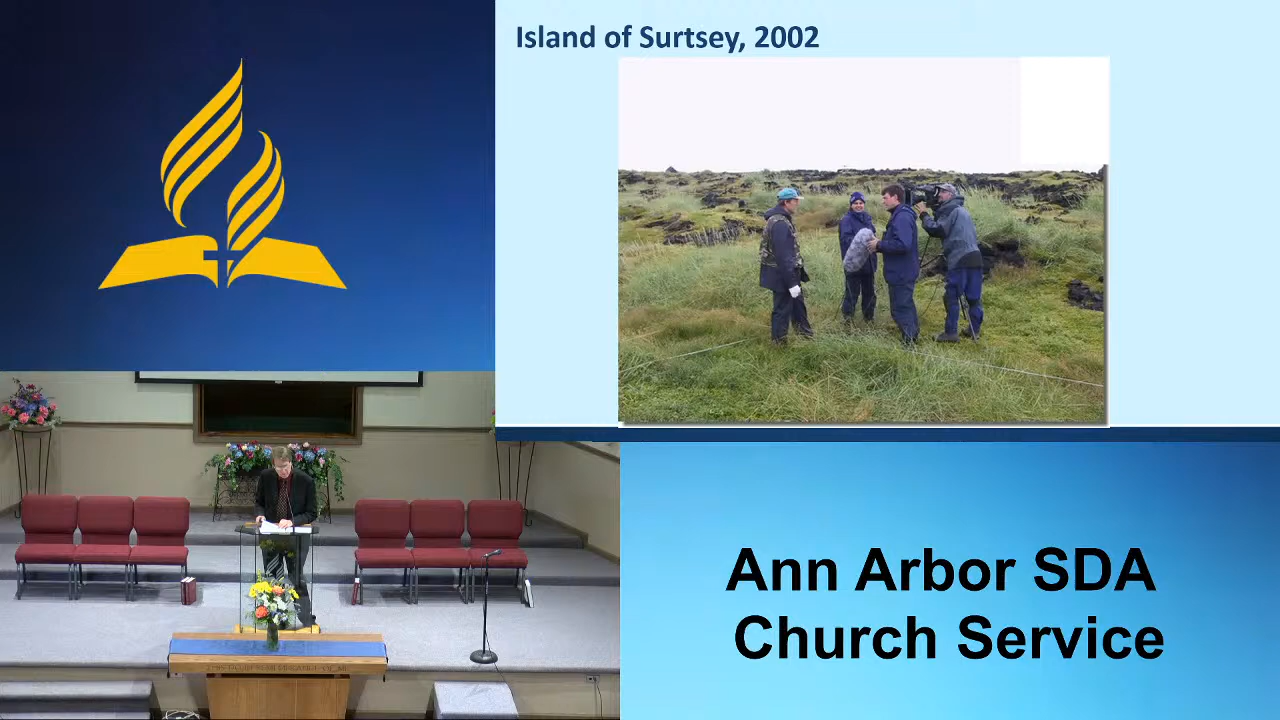 Island of Surtsey, 2002
Ann Arbor SDA
Church Service